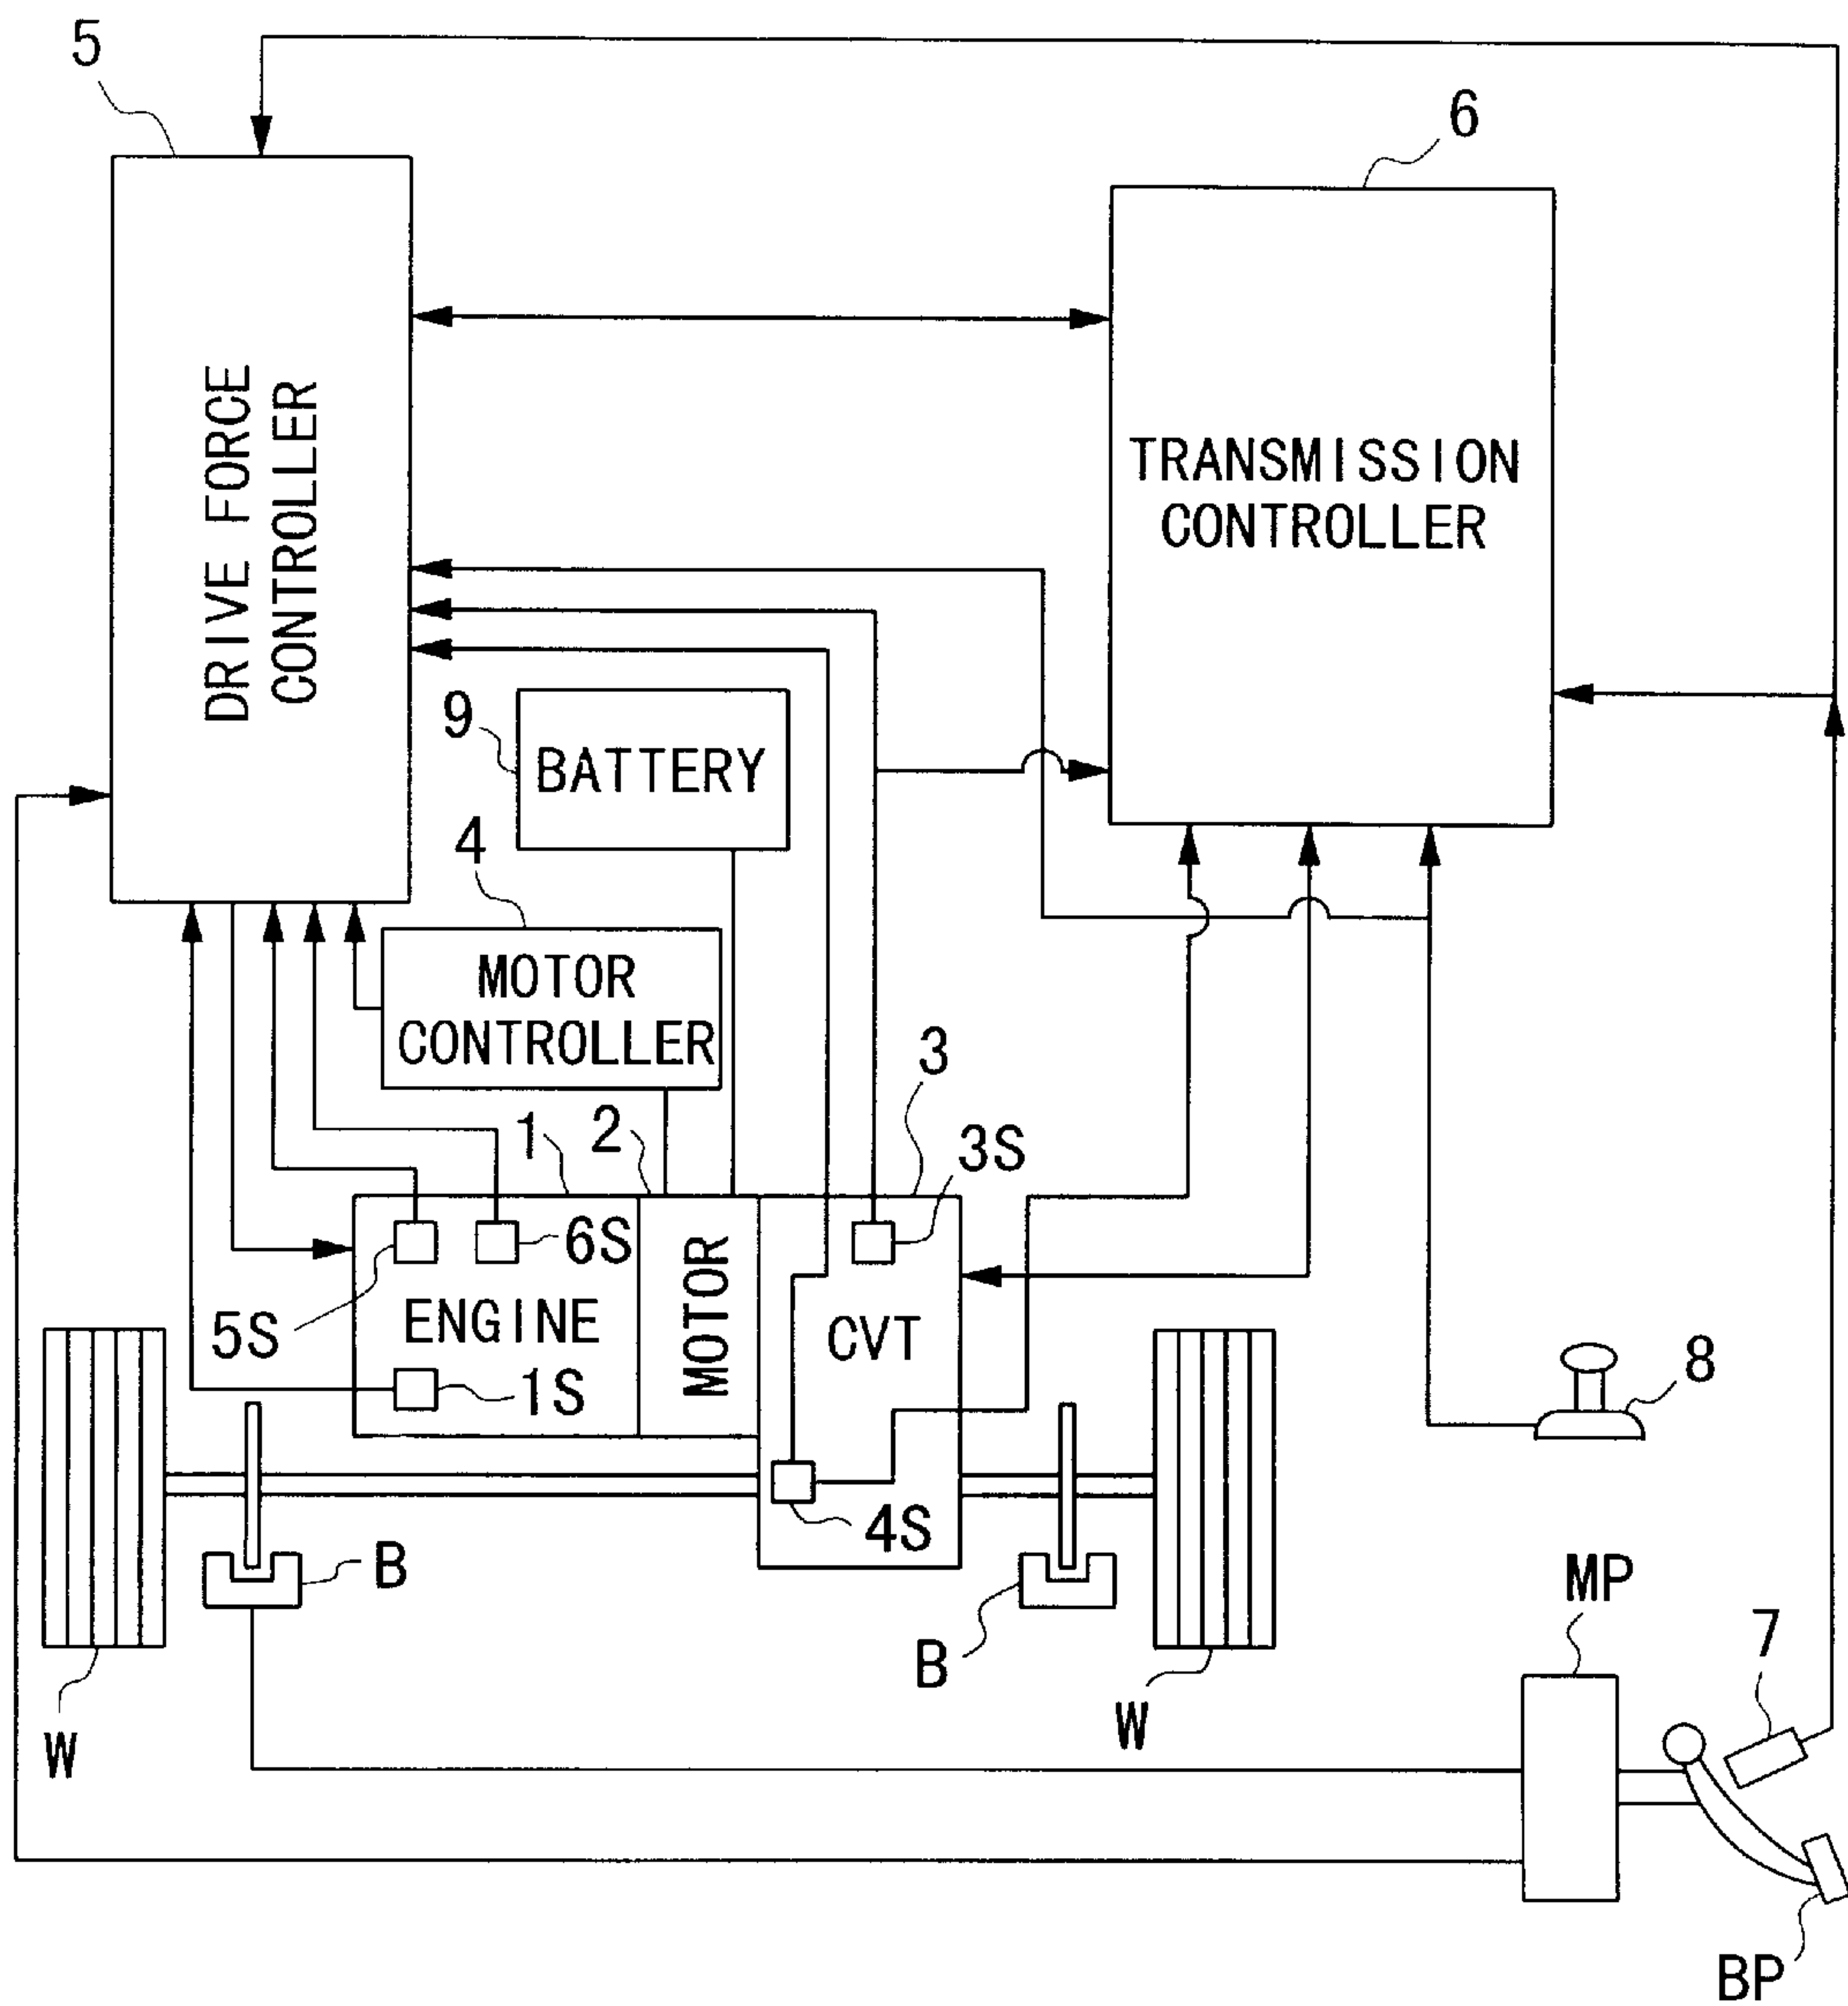 5
6
DRIVE FORCE
CONTROLLER
TRANSMISSION
CONTROLLER
9
BATTERY
4
MOTOR
CONTROLLER
3
1
2
3S
6S
5S
ENGINE
MOTOR
CVT
1S
8
4S
B
B
MP
7
W
W
BP